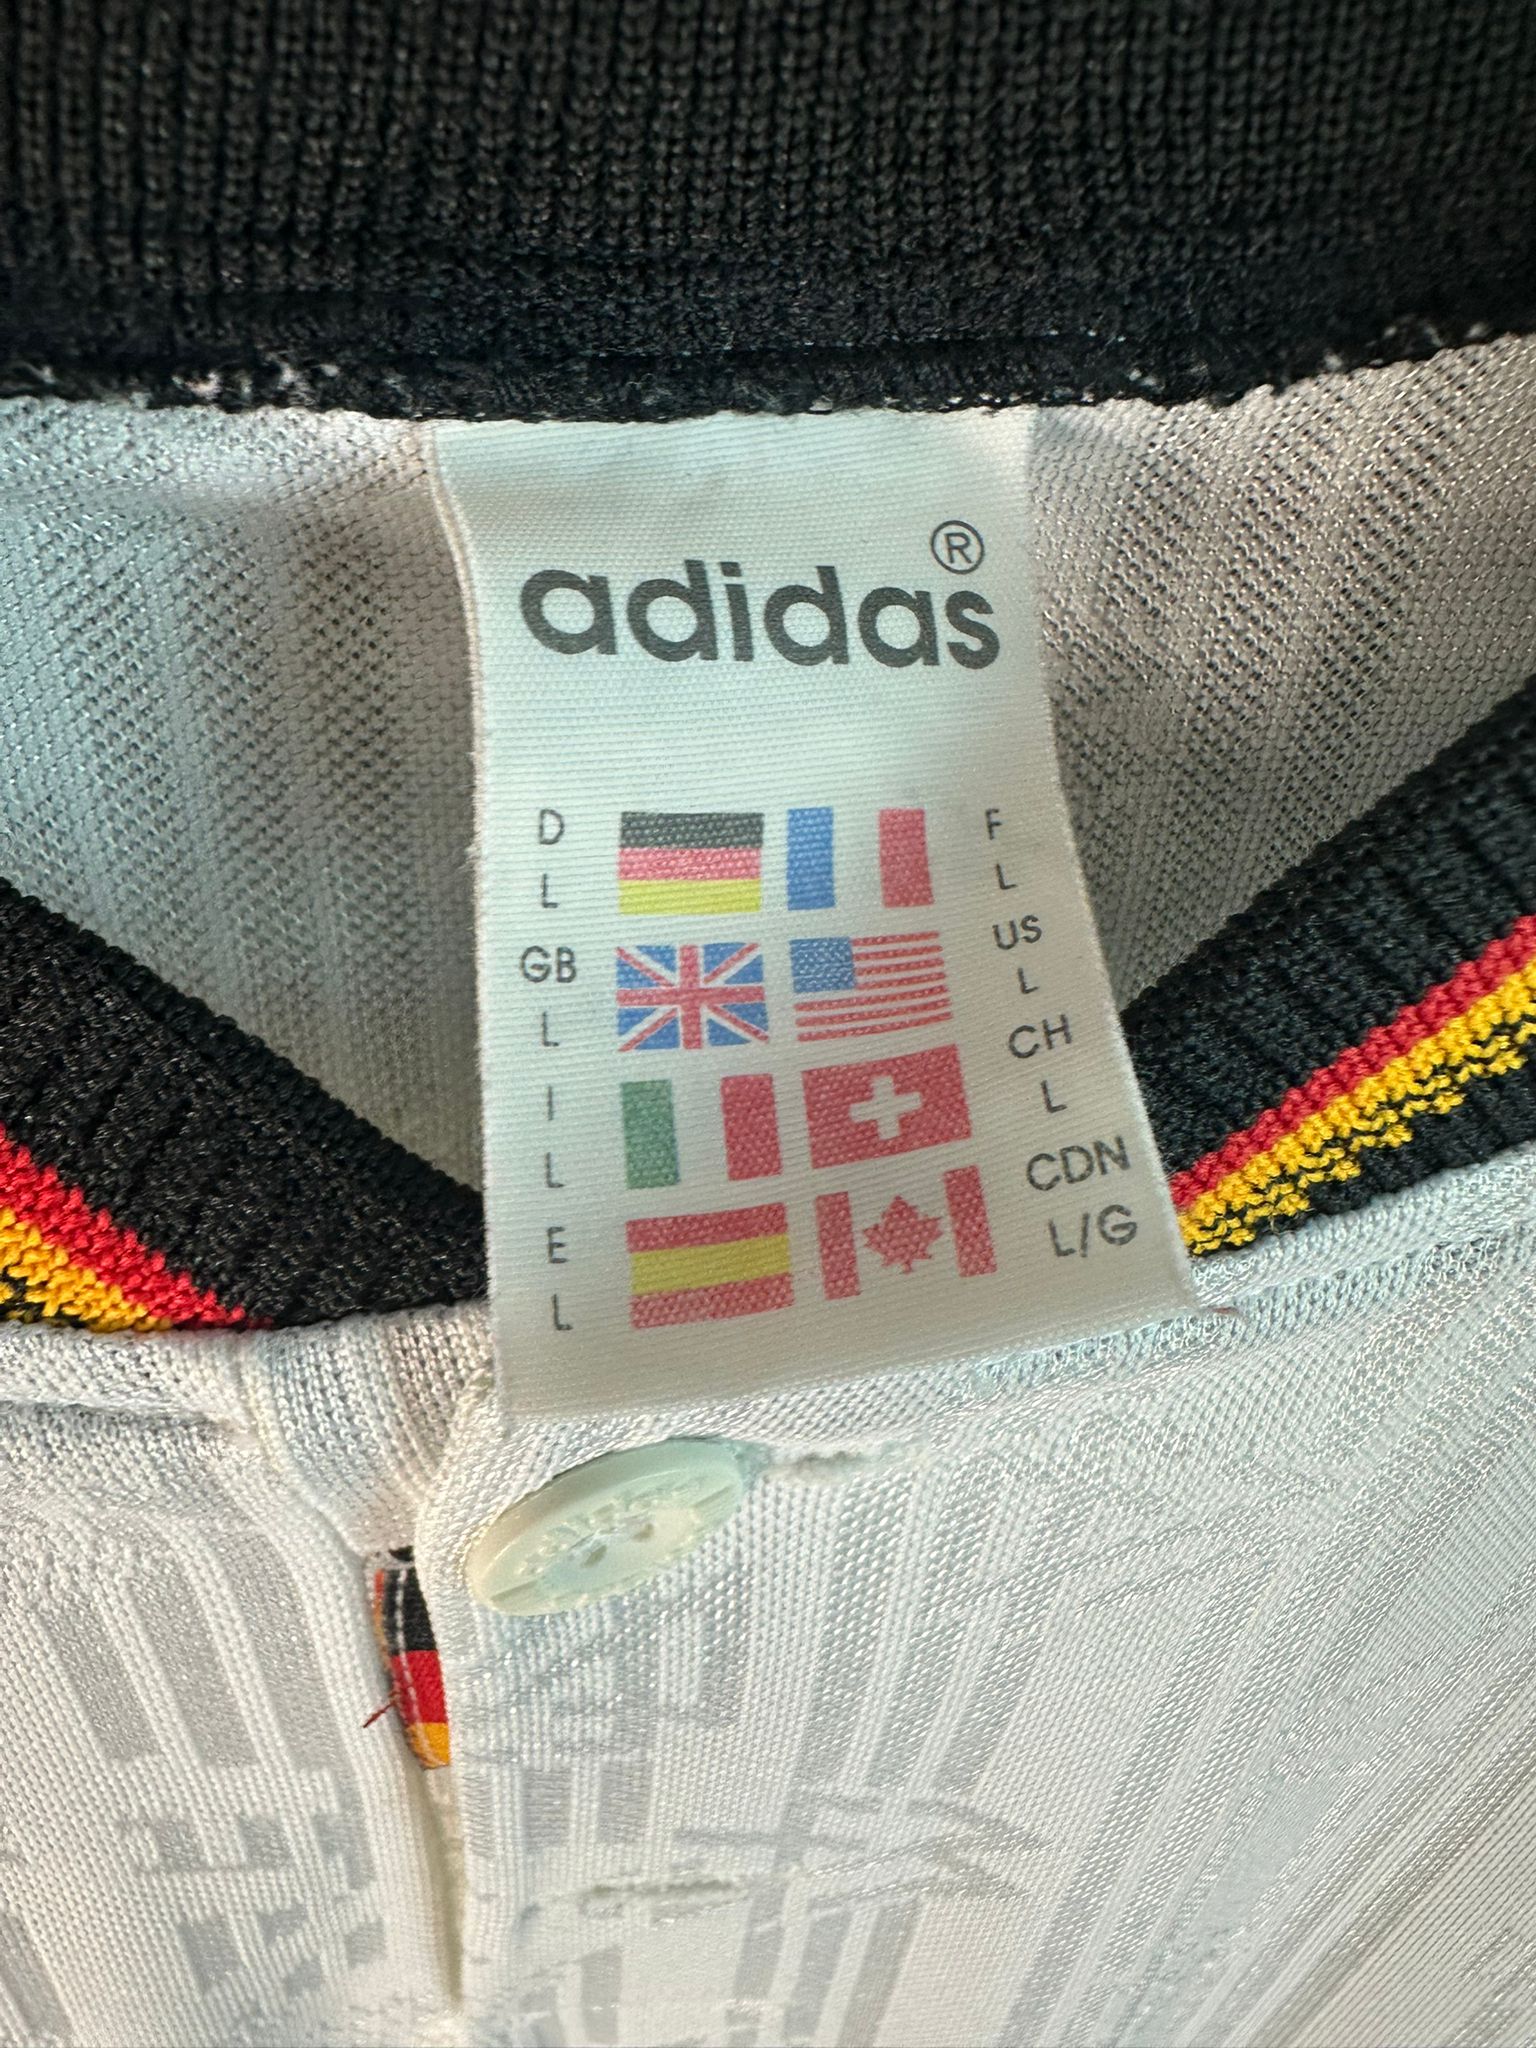 adidas®
D F
L L
GB US
L L
I CH
L L
E CDN
L L/G